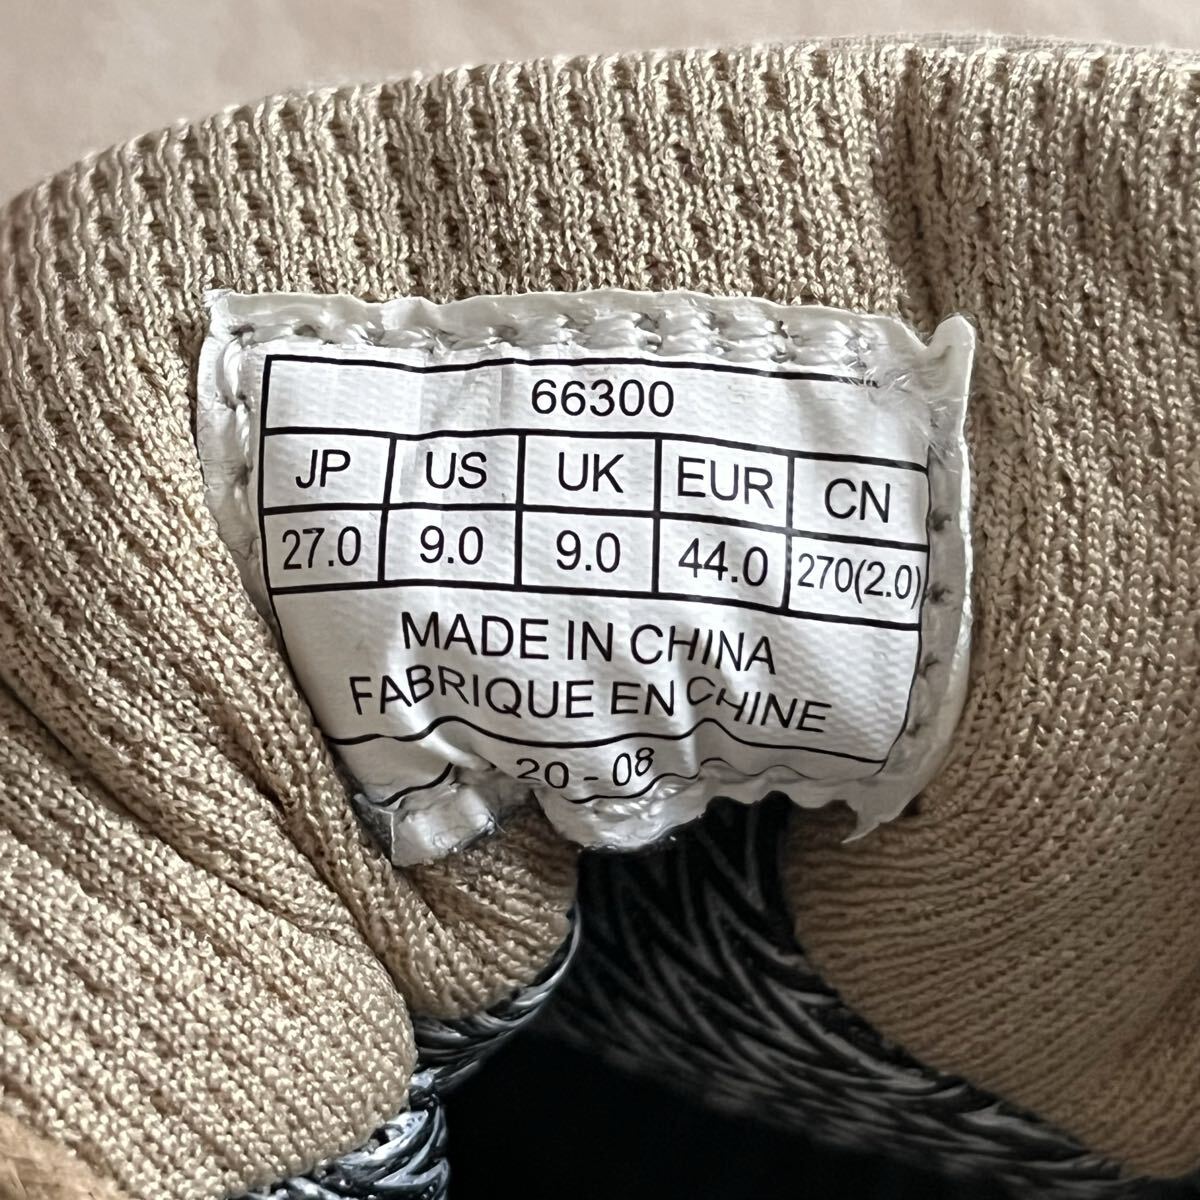 66300
JP US UK EUR CN
27.0 9.0 9.0 44.0 270(2.0)
MADE IN CHINA
FABRIQUE EN CHINE
20 - 08